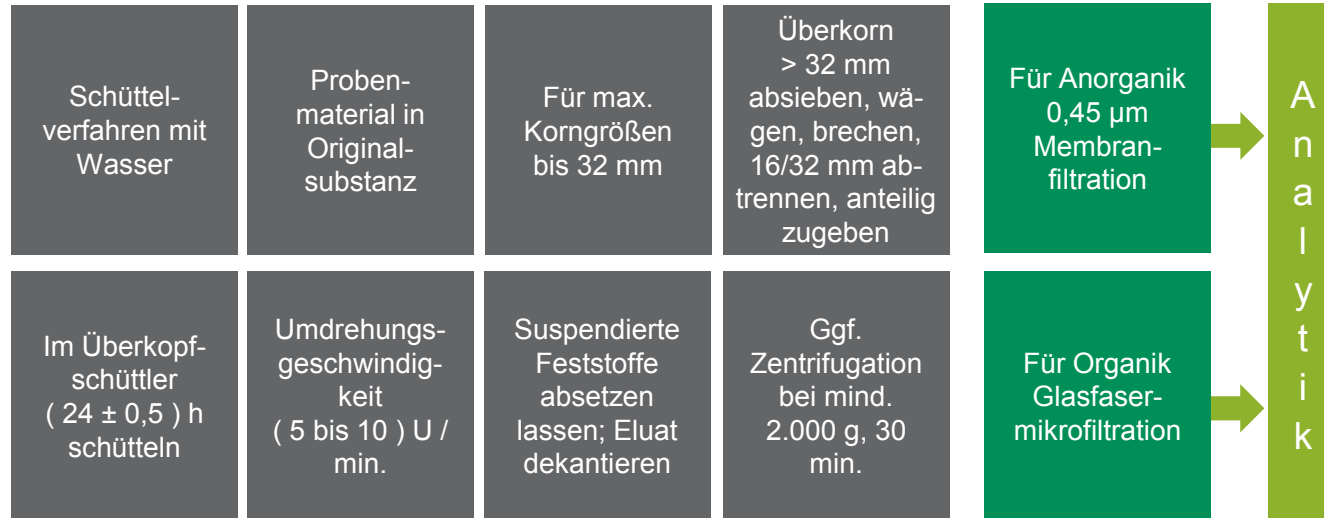 Schüttel-
verfahren mit
Wasser
Proben-
material in
Original-
substanz
Für max.
Korngrößen
bis 32 mm
Überkorn
> 32 mm
absieben, wä-
gen, brechen,
16/32 mm ab-
trennen, anteilig
zugeben
Für Anorganik
0,45 µm
Membran-
filtration
Im Überkopf-
schüttler
( 24 ± 0,5 ) h
schütteln
Umdrehungs-
geschwindig-
keit
( 5 bis 10 ) U /
min.
Suspendierte
Feststoffe
absetzen
lassen; Eluat
dekantieren
Ggf.
Zentrifugation
bei mind.
2.000 g, 30
min.
Für Organik
Glasfaser-
mikrofiltration
A
n
a
l
y
t
i
k